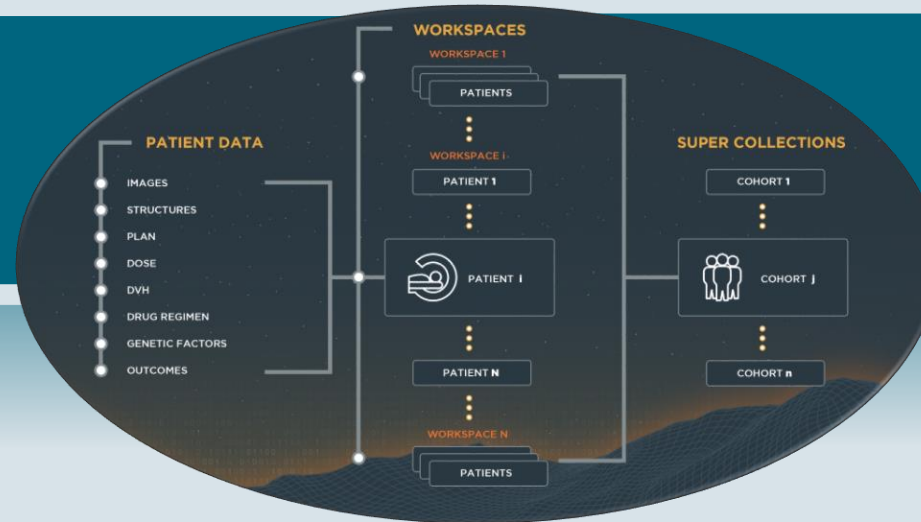 PATIENT DATA
IMAGES
STRUCTURES
PLAN
DOSE
DVH
DRUG REGIMEN
GENETIC FACTORS
OUTCOMES
WORKSPACES
WORKSPACE 1
PATIENTS
WORKSPACE i
PATIENT 1
PATIENT i
PATIENT N
WORKSPACE N
PATIENTS
SUPER COLLECTIONS
COHORT 1
COHORT j
COHORT n